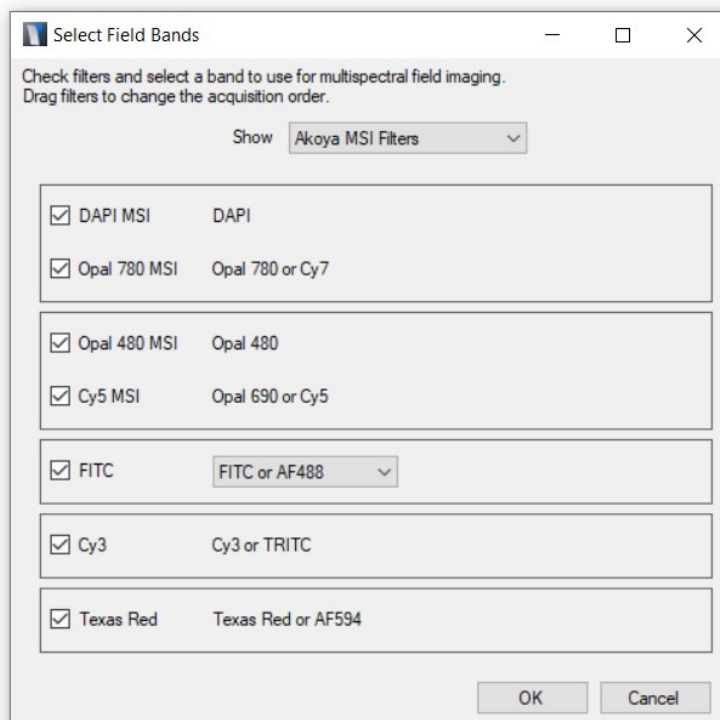 Select Field Bands
Check filters and select a band to use for multispectral field imaging.
Drag filters to change the acquisition order.
Show Akoya MSI Filters
DAPI MSI DAPI
Opal 780 MSI Opal 780 or Cy7
Opal 480 MSI Opal 480
Cy5 MSI Opal 690 or Cy5
FITC FITC or AF488
Cy3 Cy3 or TRITC
Texas Red Texas Red or AF594
OK Cancel